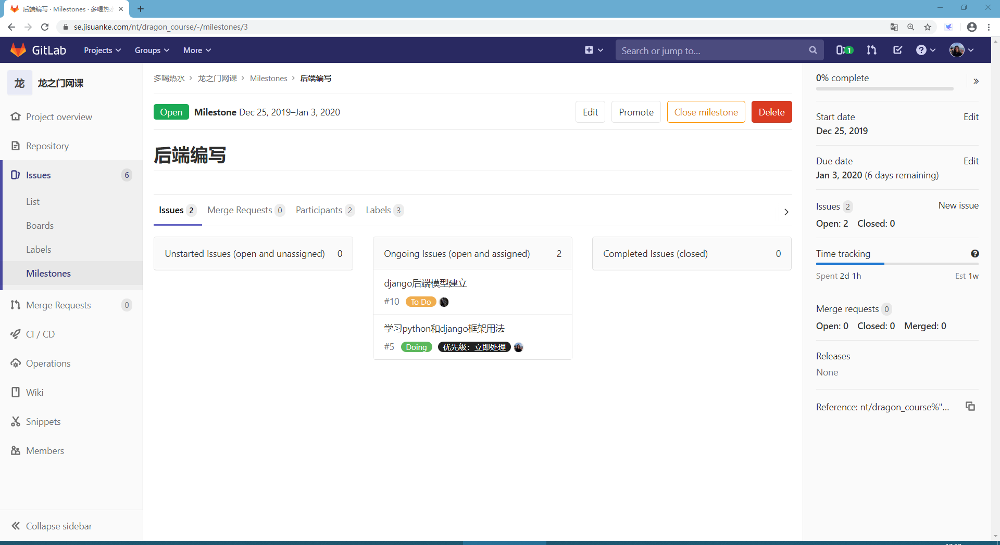 后端编写 · Milestones · 多喝热水
se.jisuanke.com/nt/dragon_course/-/milestones/3
GitLab Projects Groups More Search or jump to... 1
龙 龙之门网课
Project overview
Repository
Issues 6
List
Boards
Labels
Milestones
Merge Requests 0
CI / CD
Operations
Wiki
Snippets
Members
Collapse sidebar
多喝热水 › 龙之门网课 › Milestones › 后端编写
Open Milestone Dec 25, 2019–Jan 3, 2020 Edit Promote Close milestone Delete
后端编写
Issues 2 Merge Requests 0 Participants 2 Labels 3
Unstarted Issues (open and unassigned) 0
Ongoing Issues (open and assigned) 2
django后端模型建立
#10 To Do
学习python和django框架用法
#5 Doing 优先级：立即处理
Completed Issues (closed) 0
0% complete
Start date Edit
Dec 25, 2019
Due date Edit
Jan 3, 2020 (6 days remaining)
Issues 2 New issue
Open: 2 Closed: 0
Time tracking
Spent 2d 1h Est 1w
Merge requests 0
Open: 0 Closed: 0 Merged: 0
Releases
None
Reference: nt/dragon_course%"...